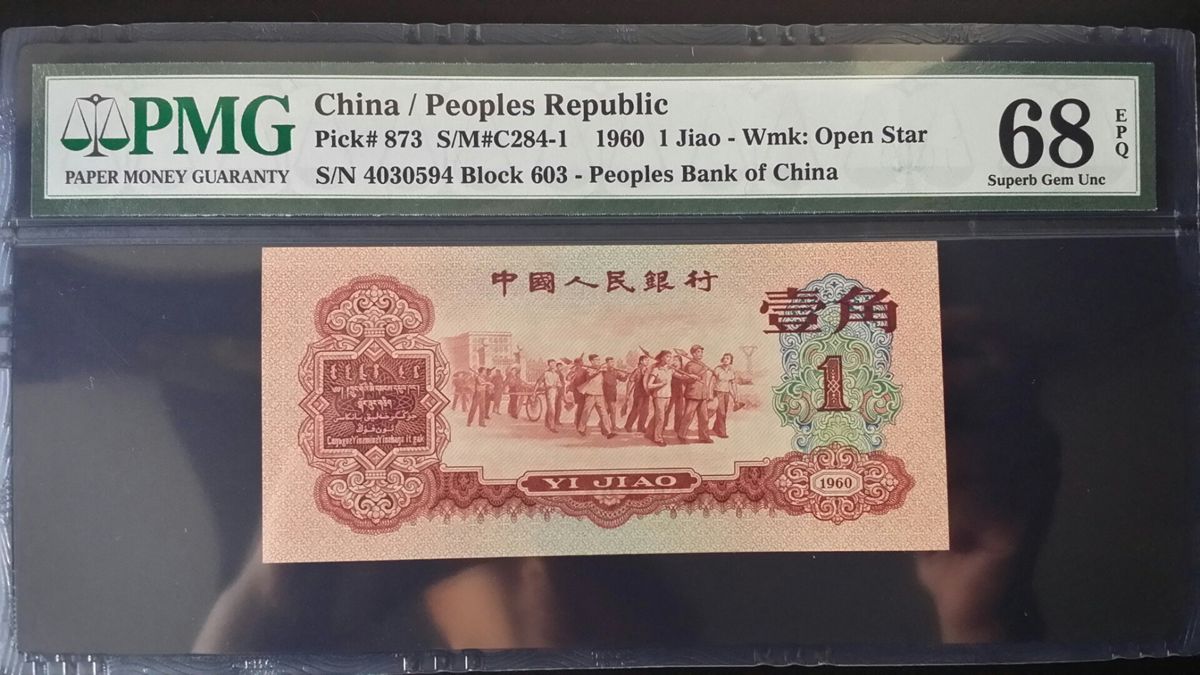 PMG
PAPER MONEY GUARANTY
China / Peoples Republic
Pick# 873 S/M#C284-1 1960 1 Jiao - Wmk: Open Star
S/N 4030594 Block 603 - Peoples Bank of China
68
EPQ
Superb Gem Unc
中國人民銀行
壹角
1
YI JIAO
1960